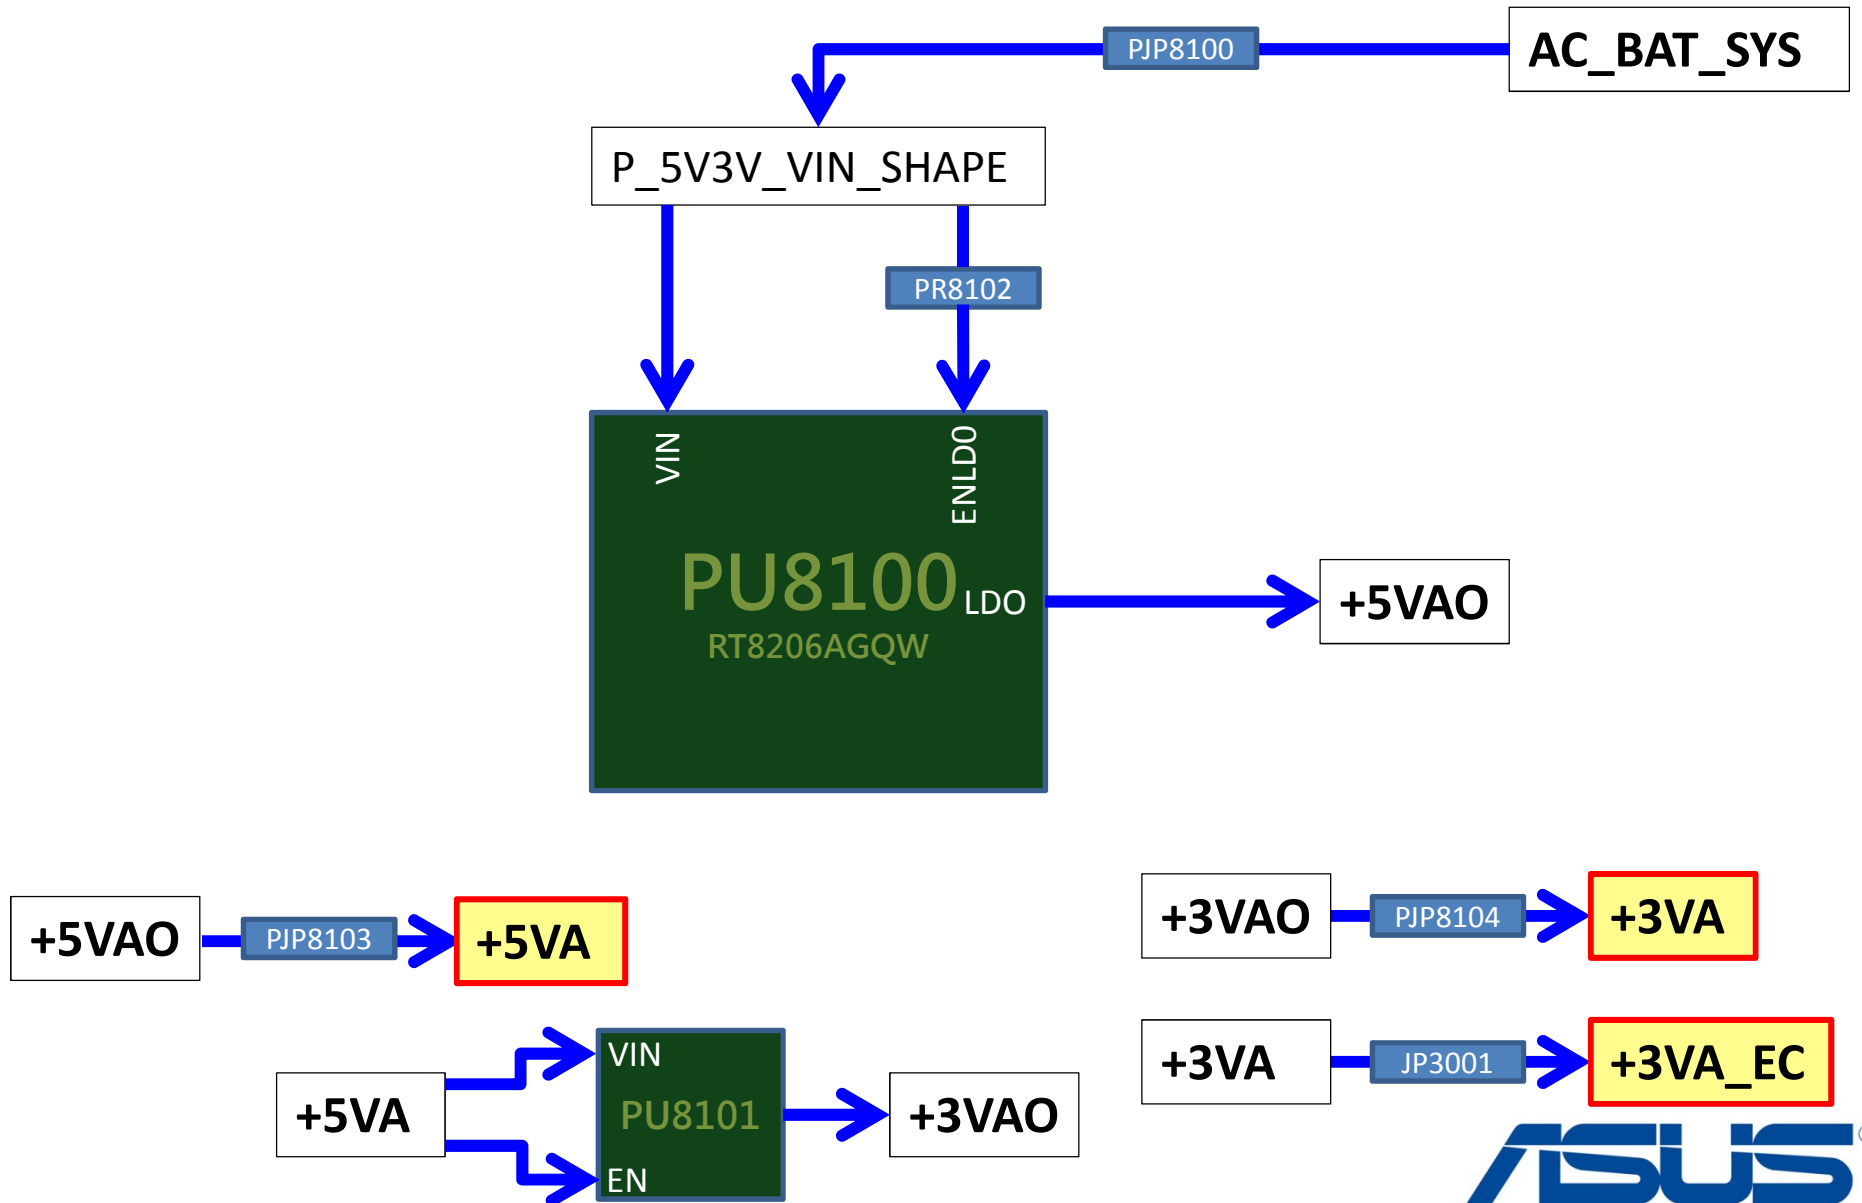 PJP8100
AC_BAT_SYS
P_5V3V_VIN_SHAPE
PR8102
VIN
ENLD0
PU8100
LDO
RT8206AGQW
+5VAO
+5VAO
PJP8103
+5VA
+3VAO
PJP8104
+3VA
+5VA
VIN
PU8101
EN
+3VAO
+3VA
JP3001
+3VA_EC
ASUS
®